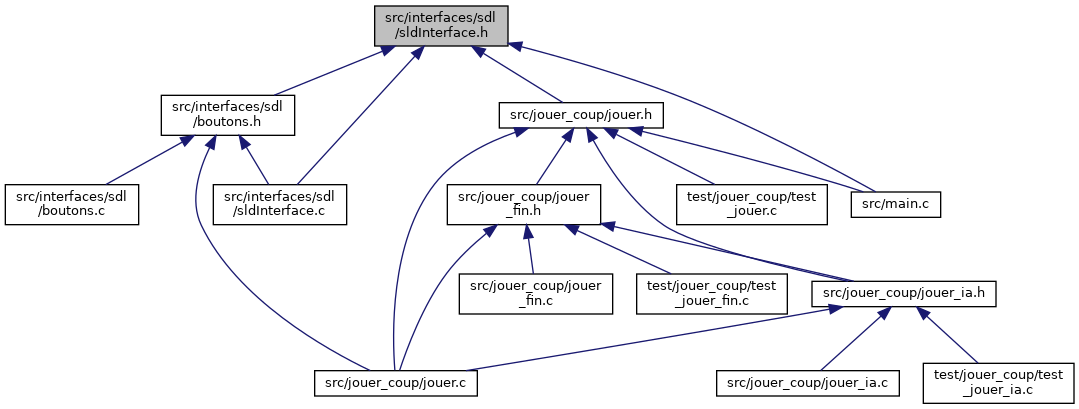 src/interfaces/sdl
/sldInterface.h
src/interfaces/sdl
/boutons.h
src/jouer_coup/jouer.h
src/interfaces/sdl
/boutons.c
src/interfaces/sdl
/sldInterface.c
src/jouer_coup/jouer
_fin.h
test/jouer_coup/test
_jouer.c
src/main.c
src/jouer_coup/jouer
_fin.c
test/jouer_coup/test
_jouer_fin.c
src/jouer_coup/jouer_ia.h
src/jouer_coup/jouer.c
src/jouer_coup/jouer_ia.c
test/jouer_coup/test
_jouer_ia.c